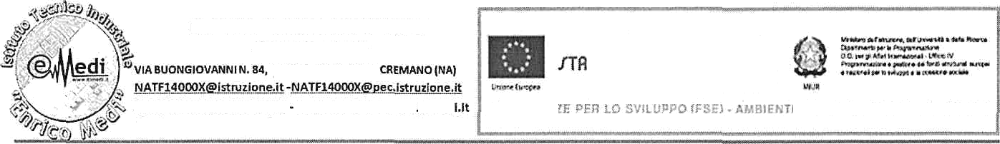 Istituto Tecnico Industriale
eMedi
www.itimedi.it
"Enrico Medi"
VIA BUONGIOVANNI N. 84, CREMANO (NA)
NATF14000X@istruzione.it -NATF14000X@pec.istruzione.it
- . i.it
Unione Europea
STA
MIUR
Ministero dell'Istruzione, dell'Università e della Ricerca
Dipartimento per la Programmazione
D.G. per gli Affari Internazionali - Ufficio IV
Programmazione e gestione dei fondi strutturali europei
e nazionali per lo sviluppo e la coesione sociale
ZE PER LO SVILUPPO (FSE) - AMBIENTI